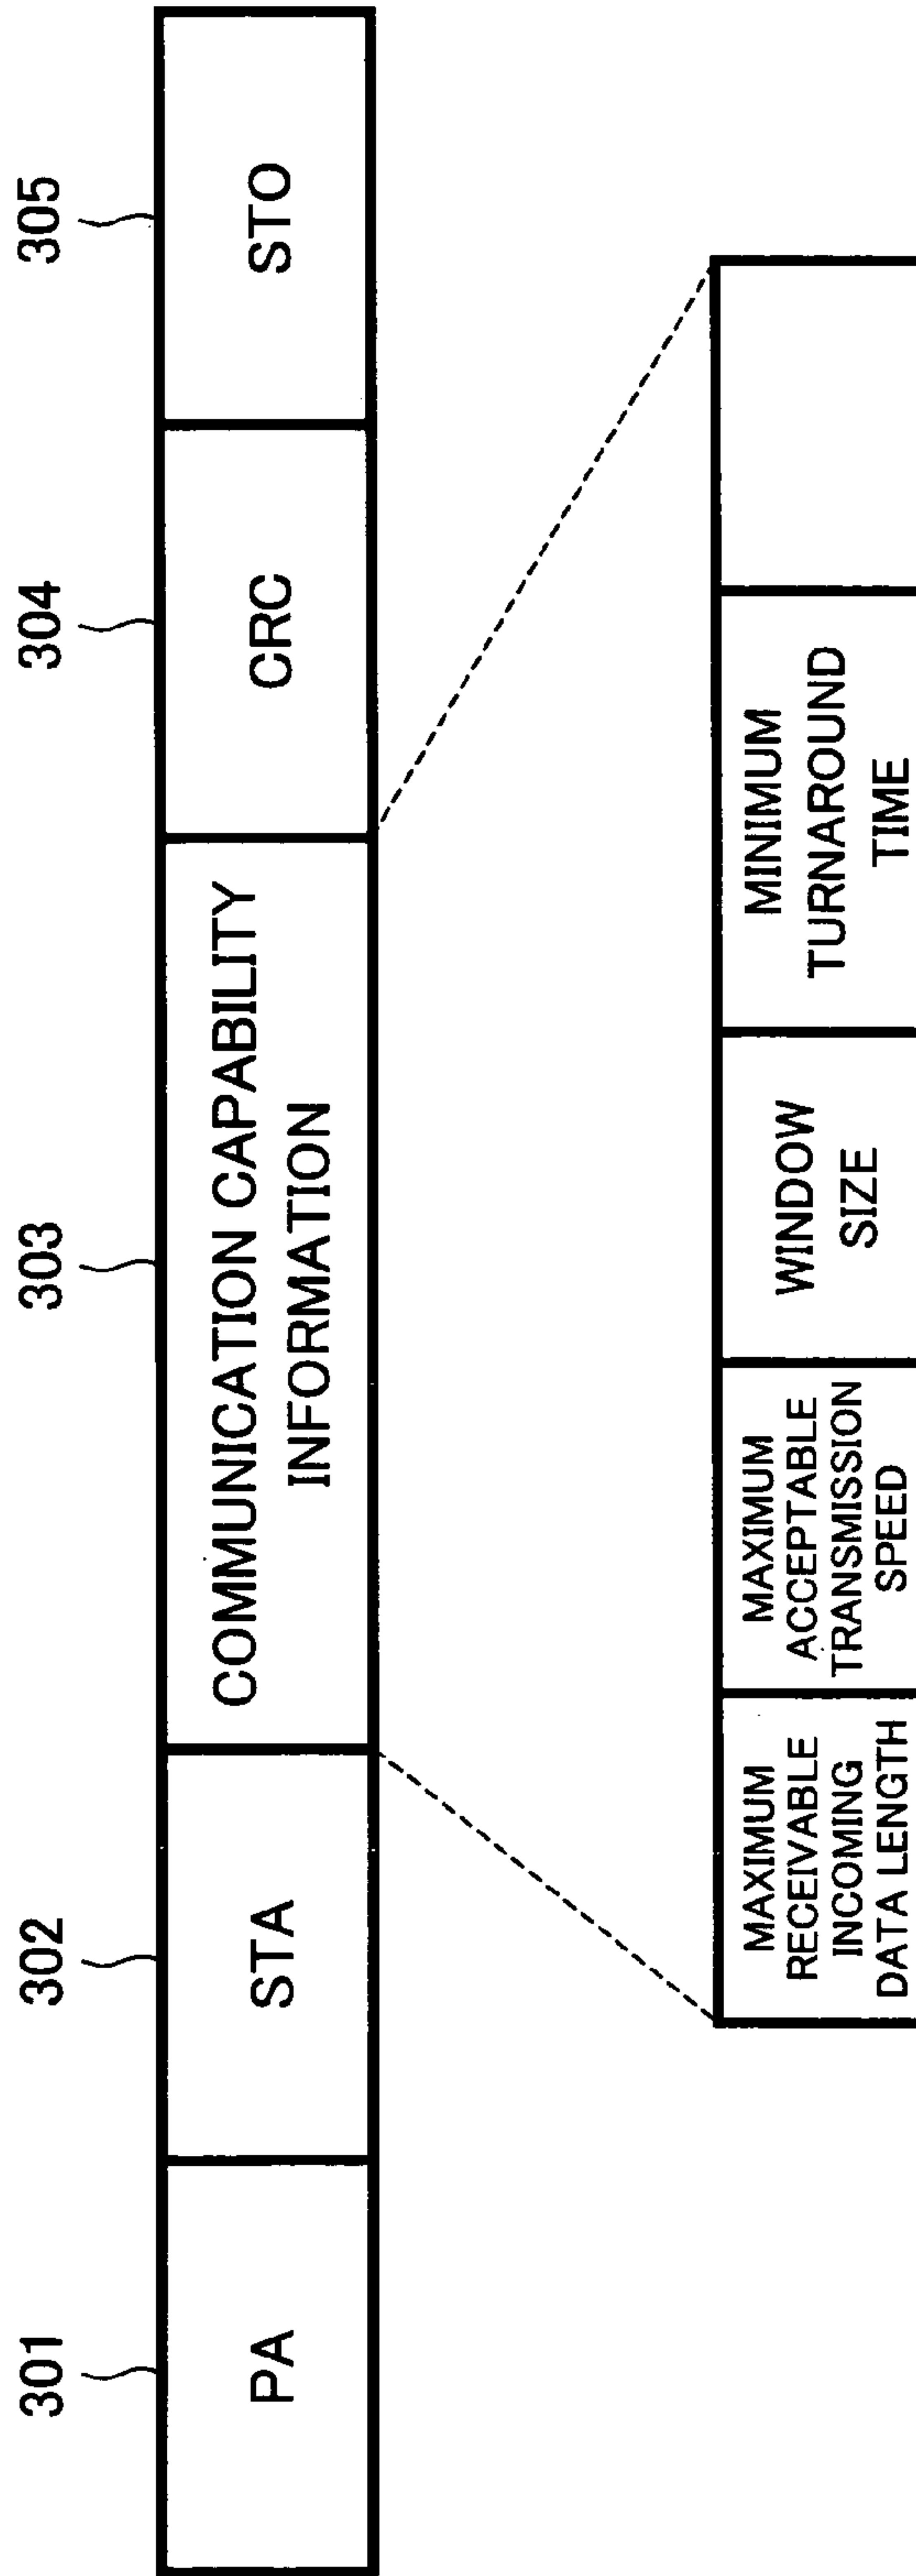 301
302
303
304
305
PA
STA
COMMUNICATION CAPABILITY
INFORMATION
CRC
STO
MAXIMUM
RECEIVABLE
INCOMING
DATA LENGTH
MAXIMUM
ACCEPTABLE
TRANSMISSION
SPEED
WINDOW
SIZE
MINIMUM
TURNAROUND
TIME